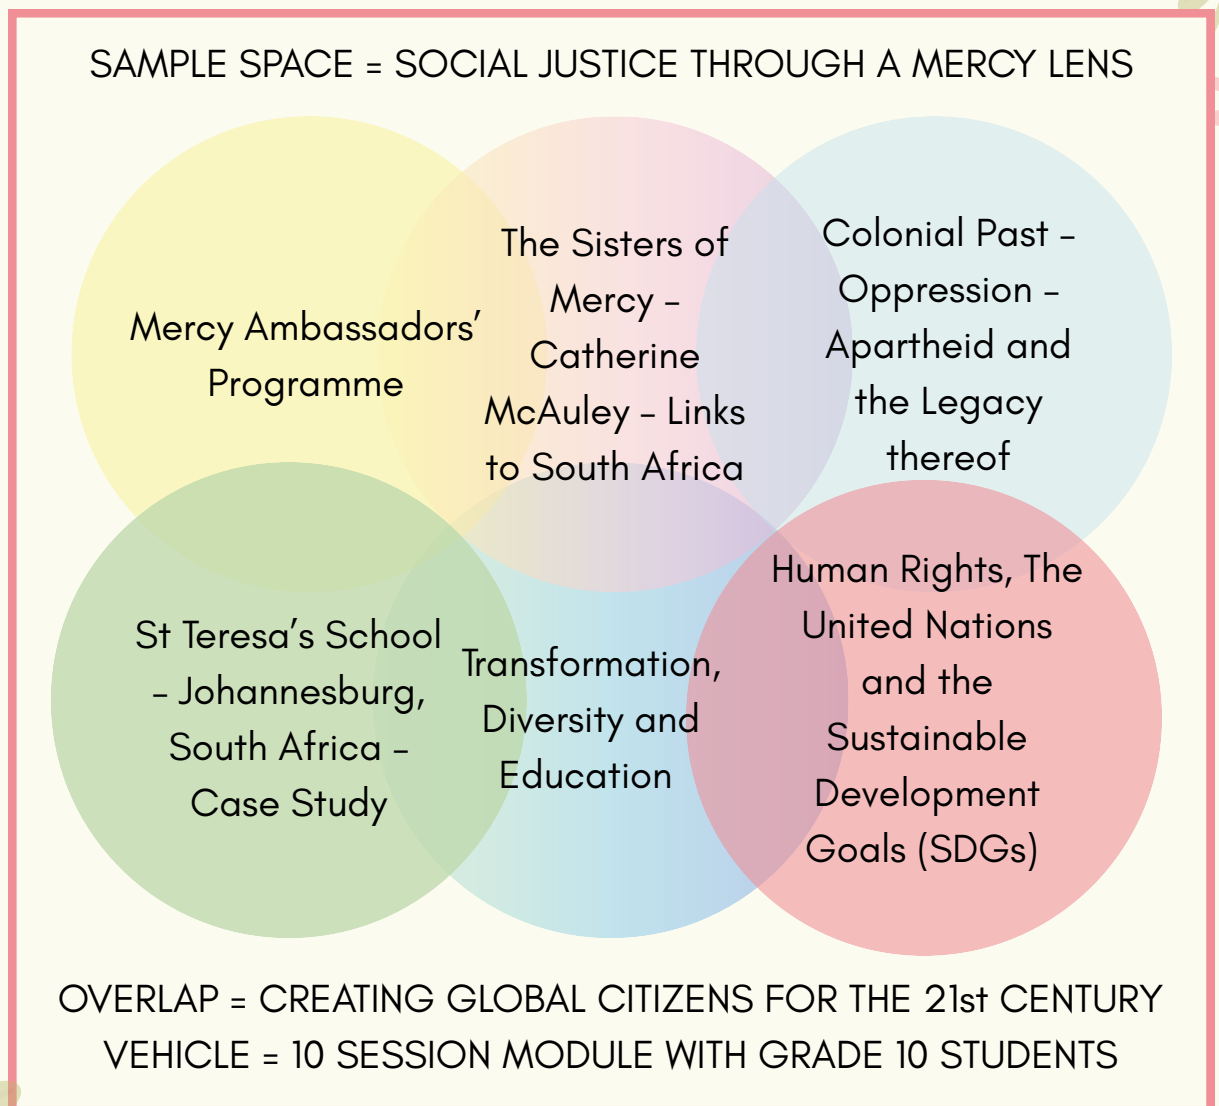 SAMPLE SPACE = SOCIAL JUSTICE THROUGH A MERCY LENS
Mercy Ambassadors’
Programme
The Sisters of
Mercy –
Catherine
McAuley – Links
to South Africa
Colonial Past –
Oppression –
Apartheid and
the Legacy
thereof
St Teresa’s School
– Johannesburg,
South Africa –
Case Study
Transformation,
Diversity and
Education
Human Rights, The
United Nations
and the
Sustainable
Development
Goals (SDGs)
OVERLAP = CREATING GLOBAL CITIZENS FOR THE 21st CENTURY
VEHICLE = 10 SESSION MODULE WITH GRADE 10 STUDENTS